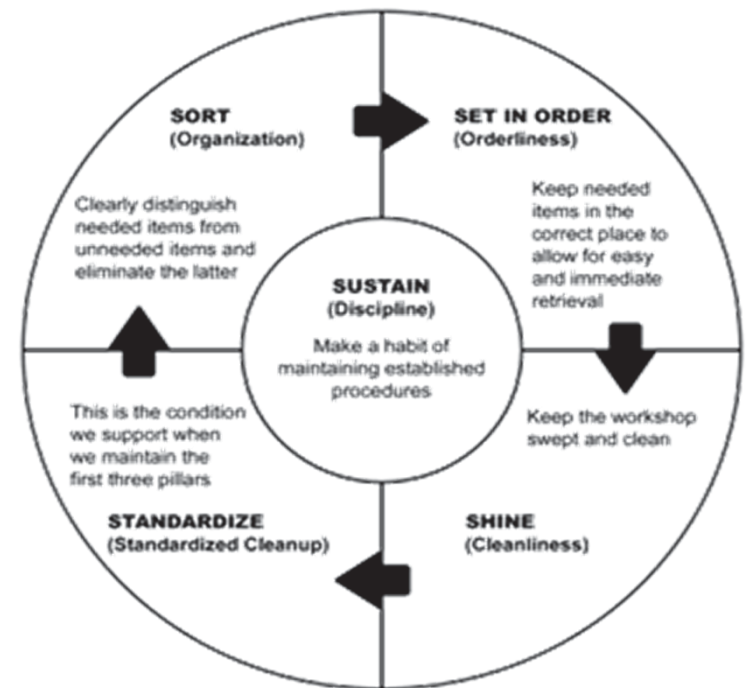 SORT
(Organization)
Clearly distinguish
needed items from
unneeded items and
eliminate the latter
SET IN ORDER
(Orderliness)
Keep needed
items in the
correct place to
allow for easy
and immediate
retrieval
SUSTAIN
(Discipline)
Make a habit of
maintaining established
procedures
Keep the workshop
swept and clean
SHINE
(Cleanliness)
This is the condition
we support when
we maintain the
first three pillars
STANDARDIZE
(Standardized Cleanup)